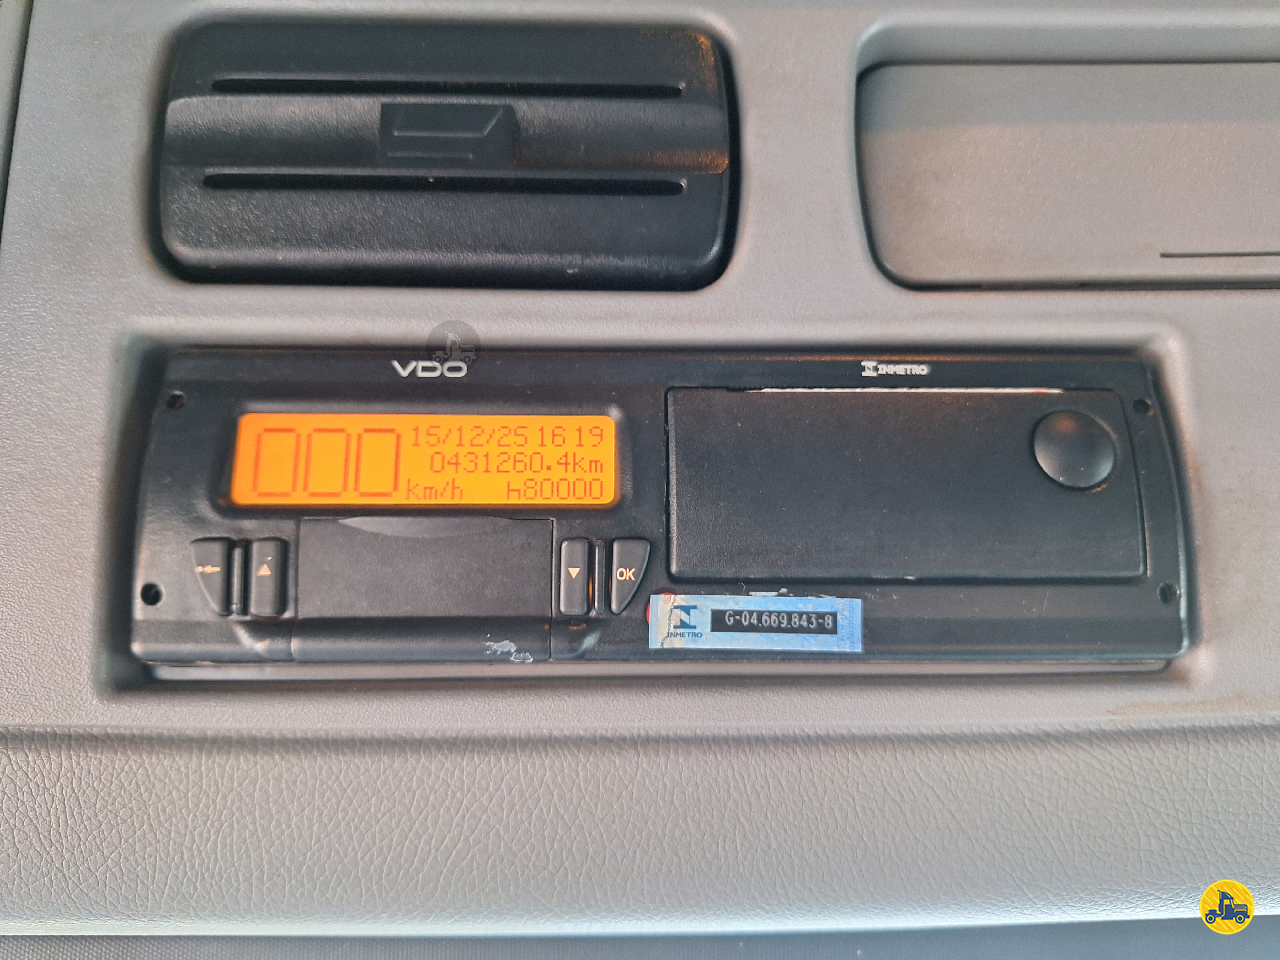 VDO
INMETRO
000 15/12/25 16 19
0431260.4km
km/h h80000
OK
INMETRO
G-04.669.843-8